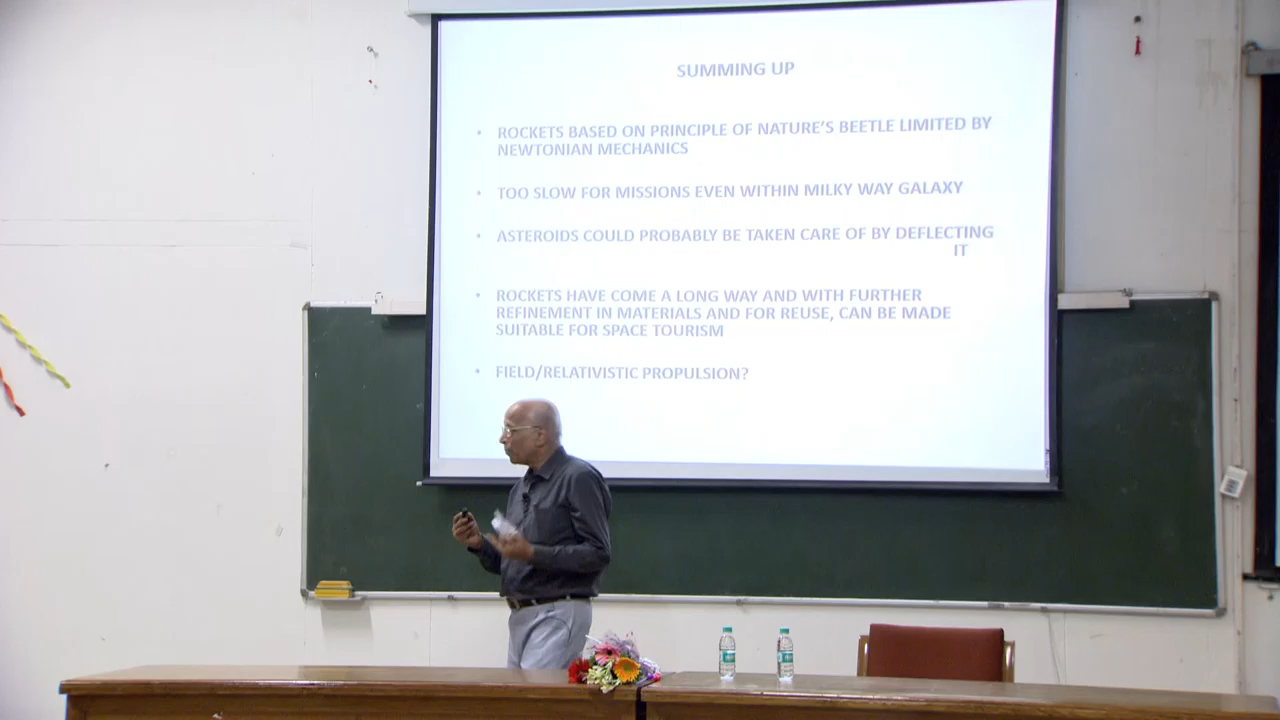 SUMMING UP
• ROCKETS BASED ON PRINCIPLE OF NATURE'S BEETLE LIMITED BY
NEWTONIAN MECHANICS
• TOO SLOW FOR MISSIONS EVEN WITHIN MILKY WAY GALAXY
• ASTEROIDS COULD PROBABLY BE TAKEN CARE OF BY DEFLECTING
IT
• ROCKETS HAVE COME A LONG WAY AND WITH FURTHER
REFINEMENT IN MATERIALS AND FOR REUSE, CAN BE MADE
SUITABLE FOR SPACE TOURISM
• FIELD/RELATIVISTIC PROPULSION?